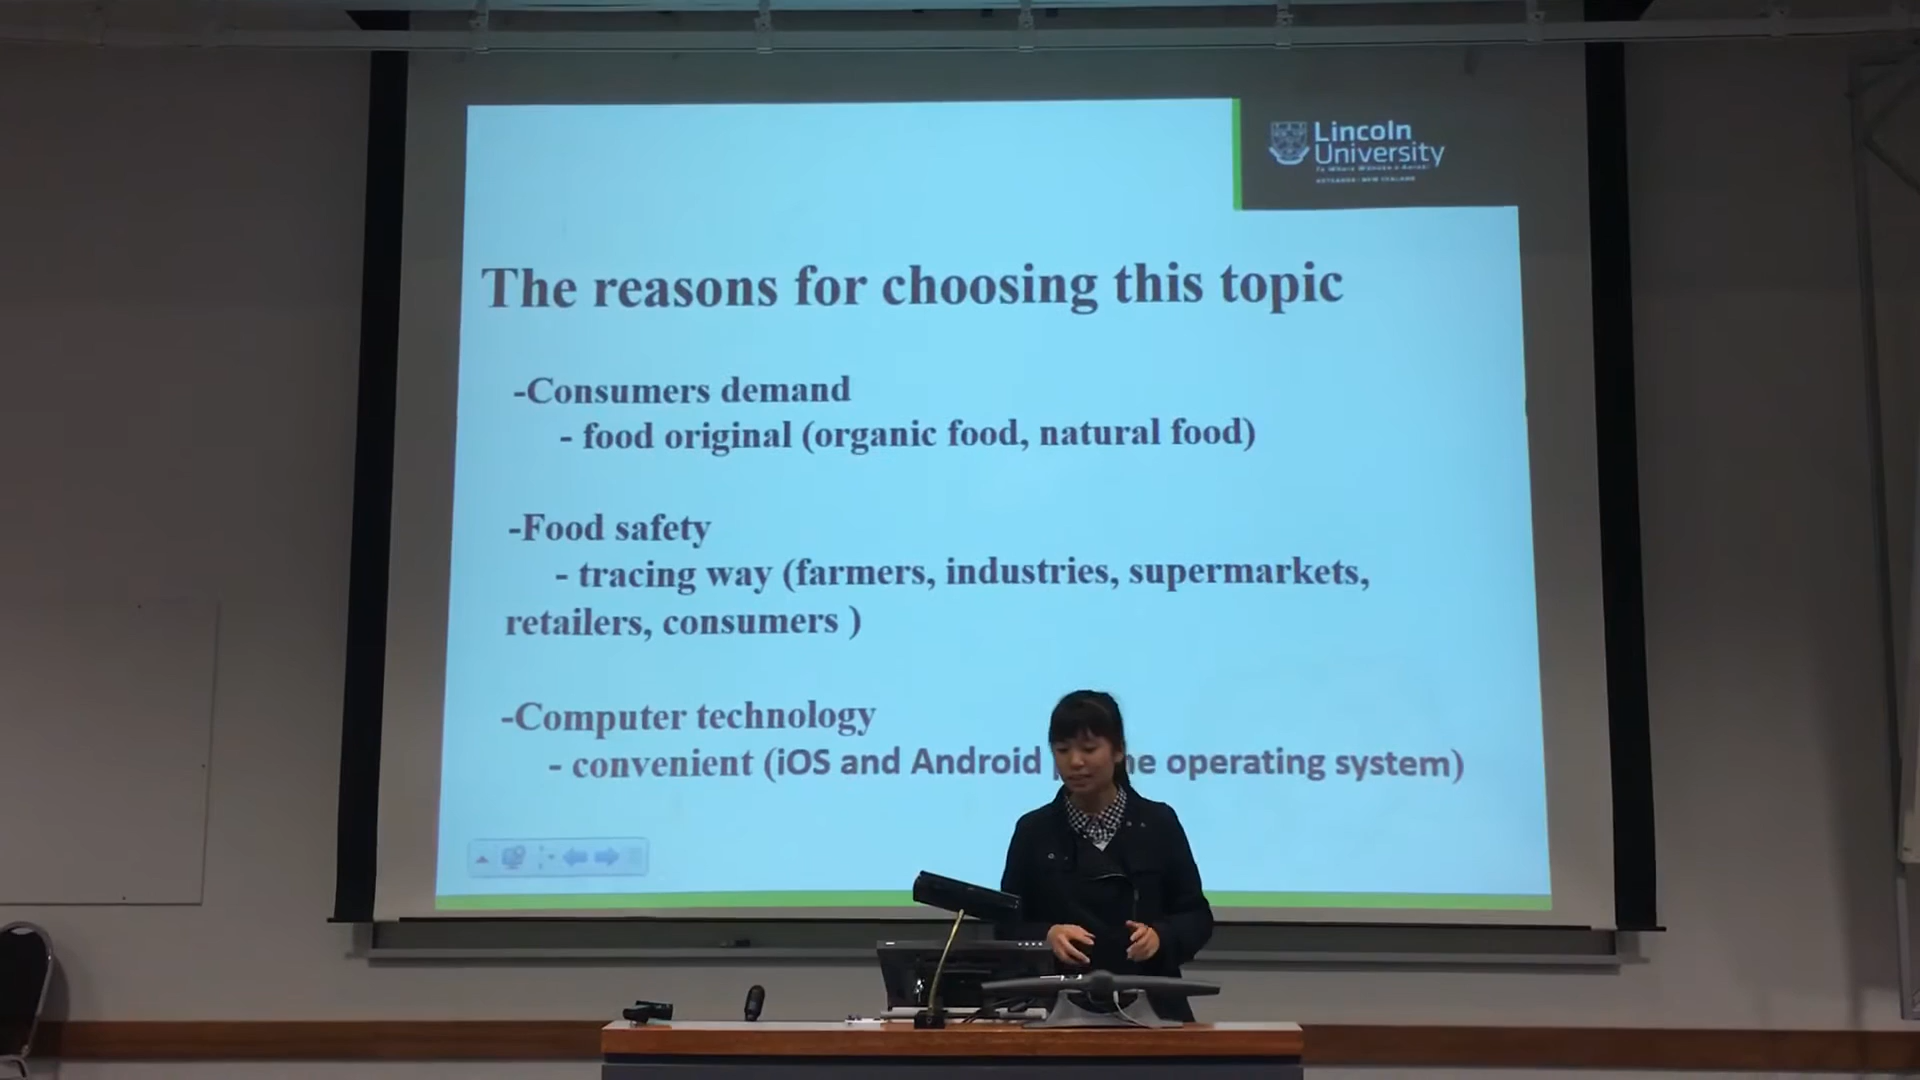 Lincoln
University
The reasons for choosing this topic
-Consumers demand
- food original (organic food, natural food)
-Food safety
- tracing way (farmers, industries, supermarkets,
retailers, consumers )
-Computer technology
- convenient (iOS and Android operating system)